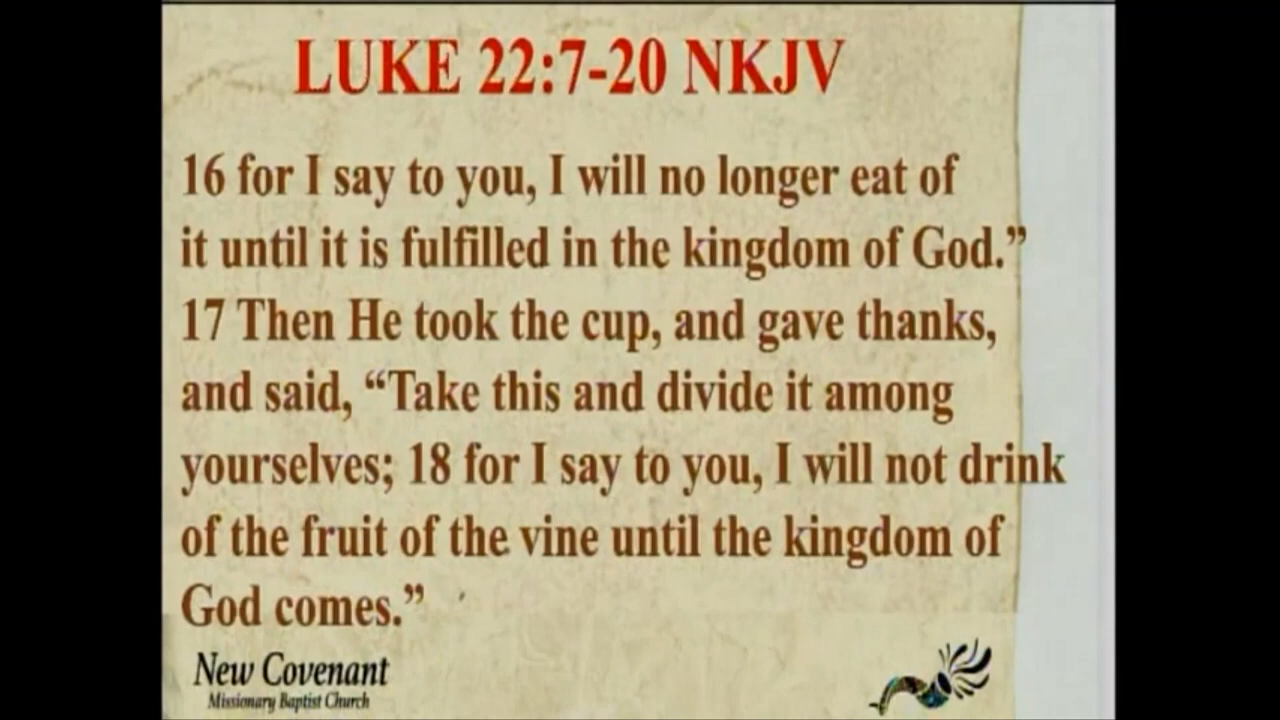 LUKE 22:7-20 NKJV
16 for I say to you, I will no longer eat of
it until it is fulfilled in the kingdom of God.”
17 Then He took the cup, and gave thanks,
and said, “Take this and divide it among
yourselves; 18 for I say to you, I will not drink
of the fruit of the vine until the kingdom of
God comes.”
New Covenant
Missionary Baptist Church